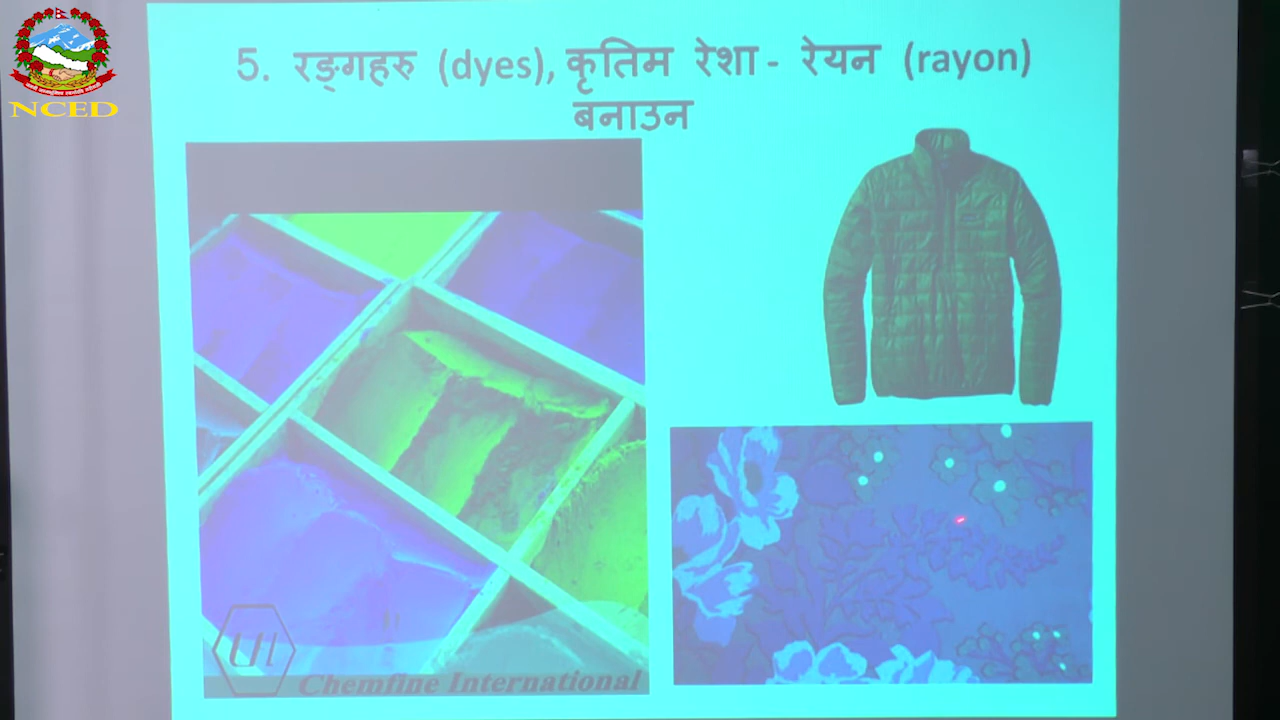 5. रङ्गहरु (dyes), कृतिम रेशा - रेयन (rayon)
बनाउन
NCED
Chemfine International